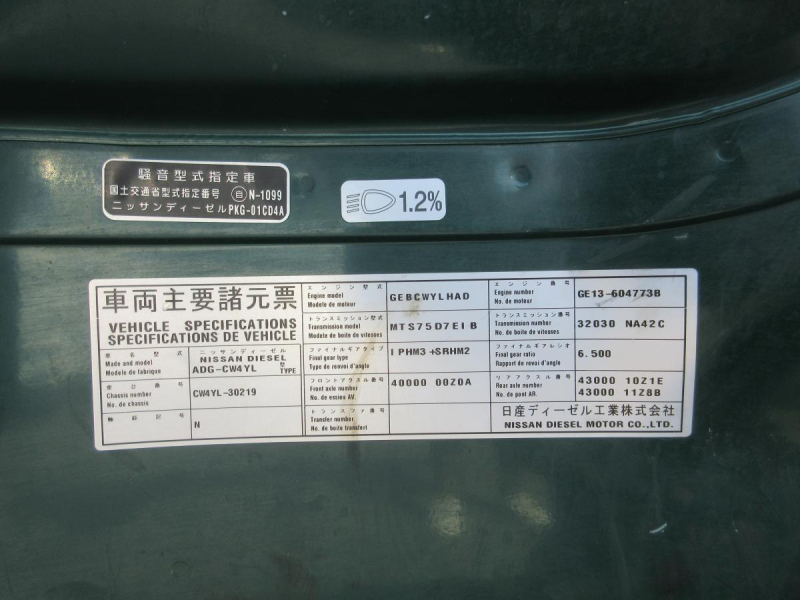 騒音型式指定車
国土交通省型式指定番号 自 N-1099
ニッサンディーゼル PKG-01CD4A
1.2%
車両主要諸元票
VEHICLE SPECIFICATIONS
SPECIFICATIONS DE VEHICLE
車名型式
Made and model
Modele de fabrique
ニッサンディーゼル
NISSAN DIESEL
ADG-CW4YL 型 TYPE
Chassis number
No. de chassis
CW4YL-30219
N
エンジン型式
Engine model
Modele de moteur
GEBCWYLHAD
エンジン番号
Engine number
No. de moteur
GE13-604773B
トランスミッション型式
Transmission model
Modele de boite de vitesses
MTS75D7EIB
トランスミッション番号
Transmission number
No. de boite de vitesses
32030 NA42C
ファイナルギアタイプ
Final gear type
Type de renvoi d'angle
I PHM3 +SRHM2
ファイナルギアレシオ
Final gear ratio
Rapport de renvoi d'angle
6.500
フロントアクスル番号
Front axle number
No. de essieu AV.
40000 00Z0A
リアアクスル番号
Rear axle number
No. de pont AR.
43000 10Z1E
43000 11Z8B
トランスファ番号
Transfer number
No. de boite transfert
日産ディーゼル工業株式会社
NISSAN DIESEL MOTOR CO.,LTD.